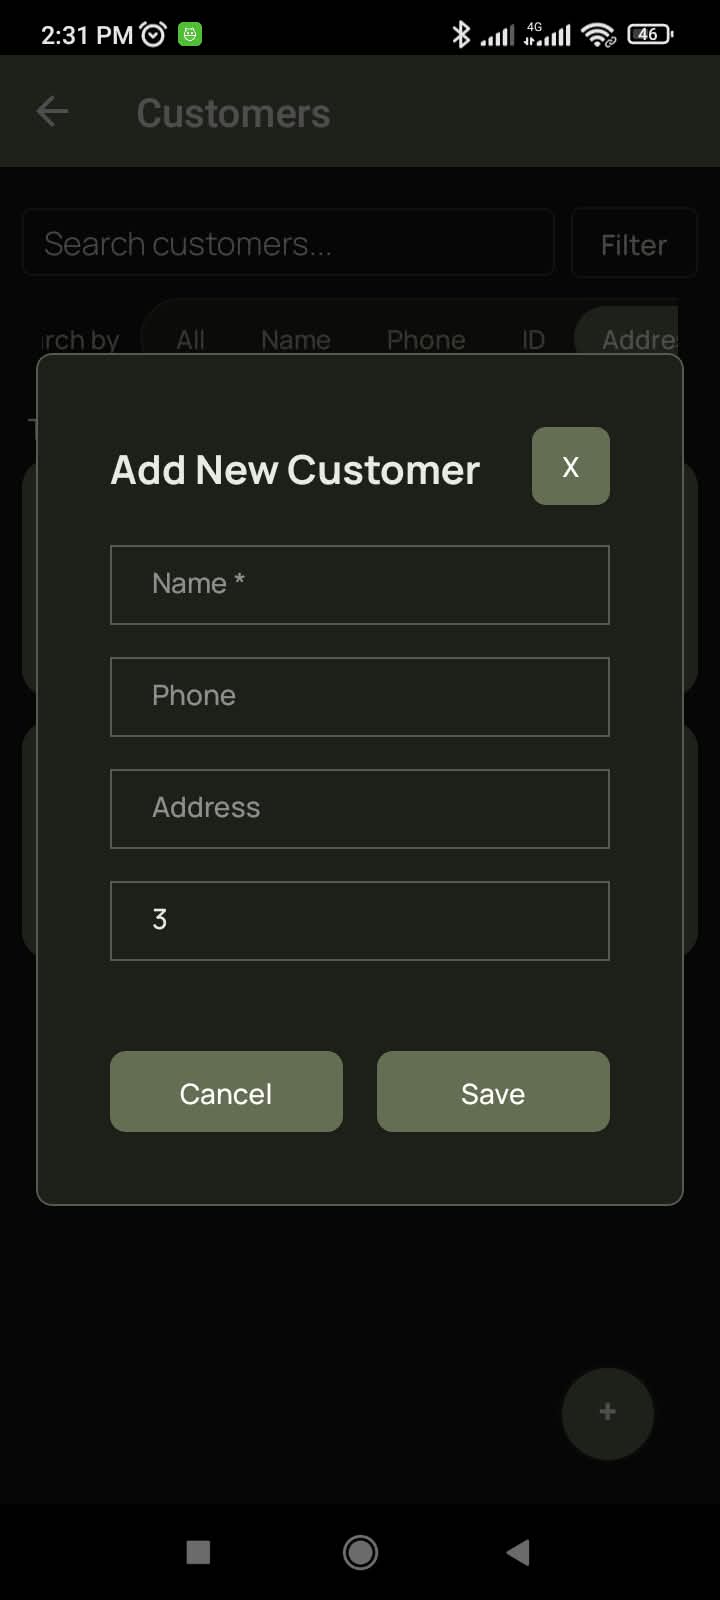 2:31 PM
4G
46
Customers
Search customers...
Filter
rch by All Name Phone ID Addre
Add New Customer
X
Name *
Phone
Address
3
Cancel
Save
+